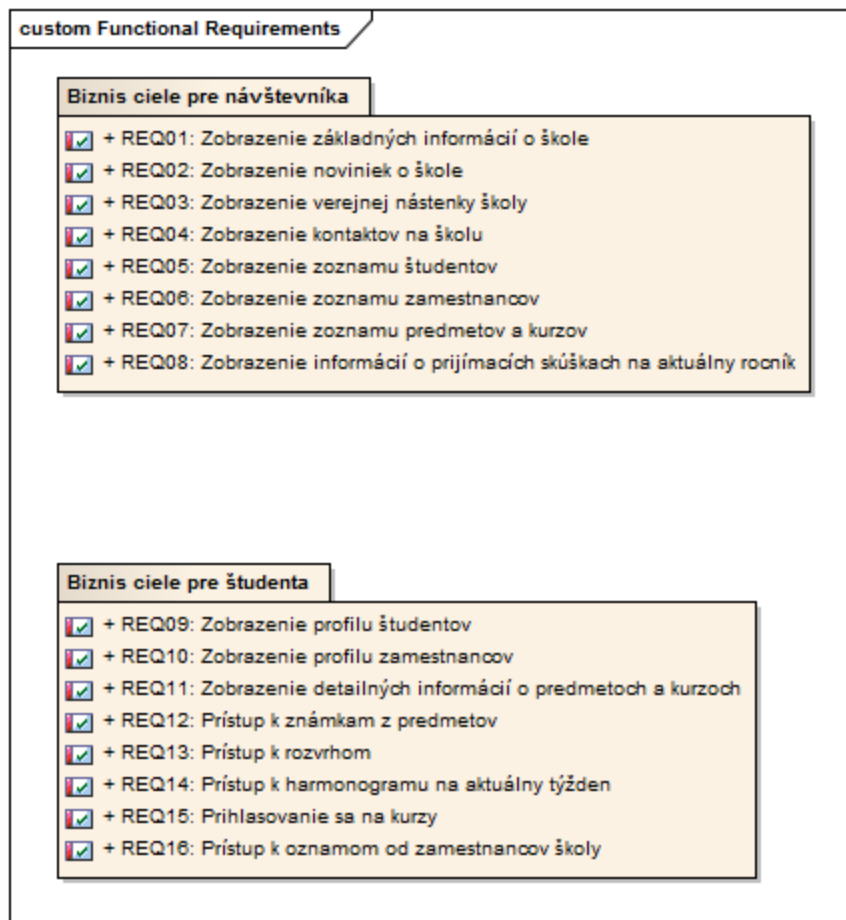 custom Functional Requirements
Biznis ciele pre návštevníka
+ REQ01: Zobrazenie základných informácií o škole
+ REQ02: Zobrazenie noviniek o škole
+ REQ03: Zobrazenie verejnej nástenky školy
+ REQ04: Zobrazenie kontaktov na školu
+ REQ05: Zobrazenie zoznamu študentov
+ REQ06: Zobrazenie zoznamu zamestnancov
+ REQ07: Zobrazenie zoznamu predmetov a kurzov
+ REQ08: Zobrazenie informácií o prijímacích skúškach na aktuálny rocník
Biznis ciele pre študenta
+ REQ09: Zobrazenie profilu študentov
+ REQ10: Zobrazenie profilu zamestnancov
+ REQ11: Zobrazenie detailných informácií o predmetoch a kurzoch
+ REQ12: Prístup k známkam z predmetov
+ REQ13: Prístup k rozvrhom
+ REQ14: Prístup k harmonogramu na aktuálny týžden
+ REQ15: Prihlasovanie sa na kurzy
+ REQ16: Prístup k oznamom od zamestnancov školy